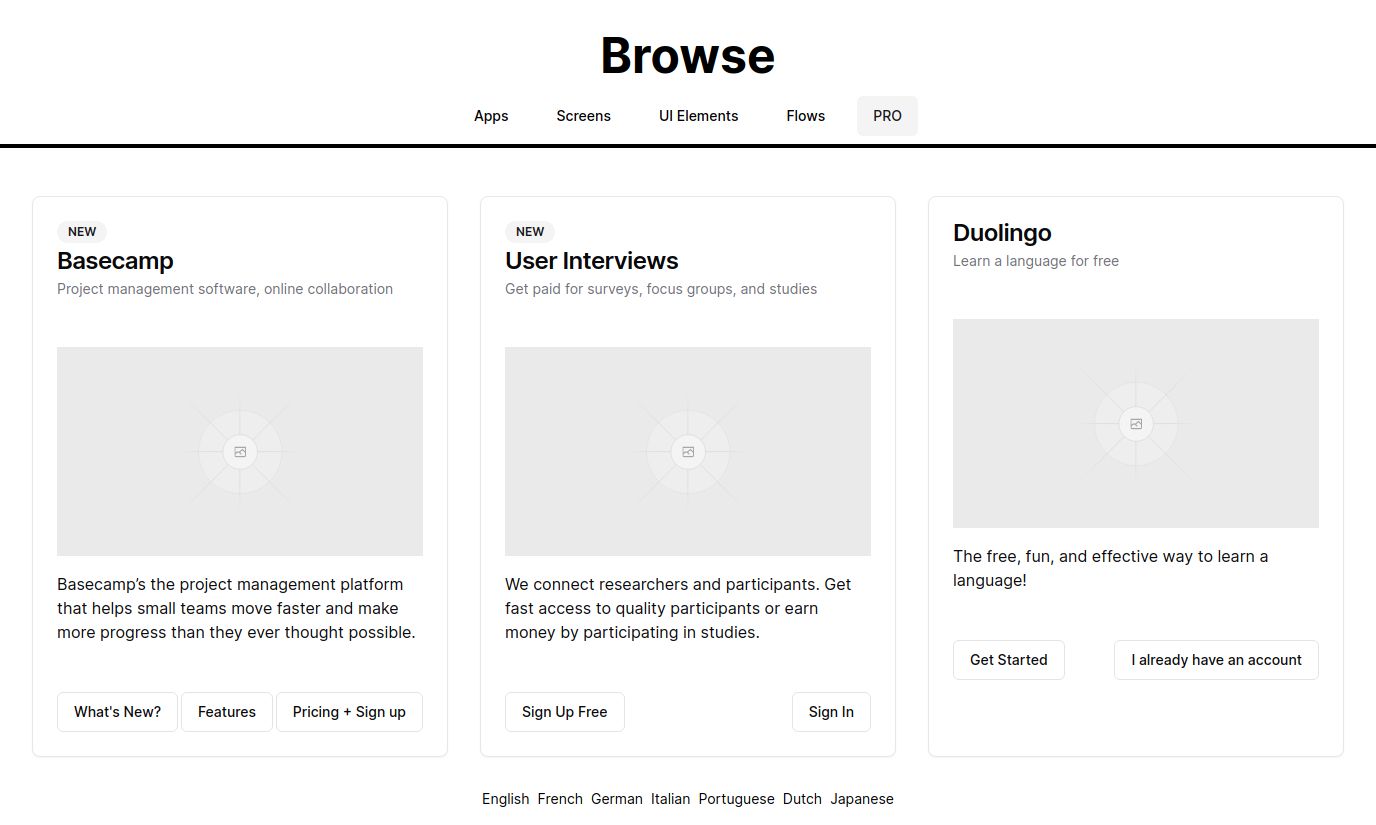 Browse
Apps Screens UI Elements Flows PRO
NEW
Basecamp
Project management software, online collaboration
Basecamp’s the project management platform
that helps small teams move faster and make
more progress than they ever thought possible.
What's New? Features Pricing + Sign up
NEW
User Interviews
Get paid for surveys, focus groups, and studies
We connect researchers and participants. Get
fast access to quality participants or earn
money by participating in studies.
Sign Up Free Sign In
Duolingo
Learn a language for free
The free, fun, and effective way to learn a
language!
Get Started I already have an account
English French German Italian Portuguese Dutch Japanese